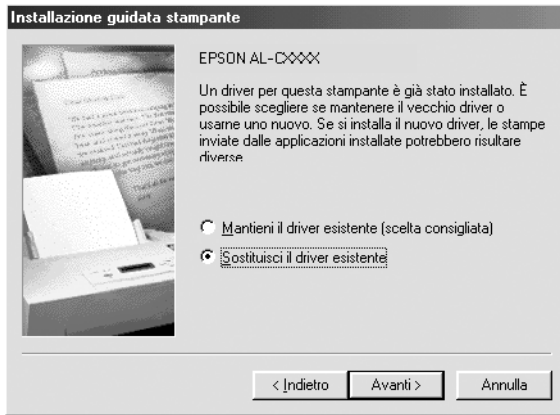 Installazione guidata stampante
EPSON AL-CXXXX
Un driver per questa stampante è già stato installato. È
possibile scegliere se mantenere il vecchio driver o
usarne uno nuovo. Se si installa il nuovo driver, le stampe
inviate dalle applicazioni installate potrebbero risultare
diverse
Mantieni il driver esistente (scelta consigliata)
Sostituisci il driver esistente
< Indietro
Avanti >
Annulla